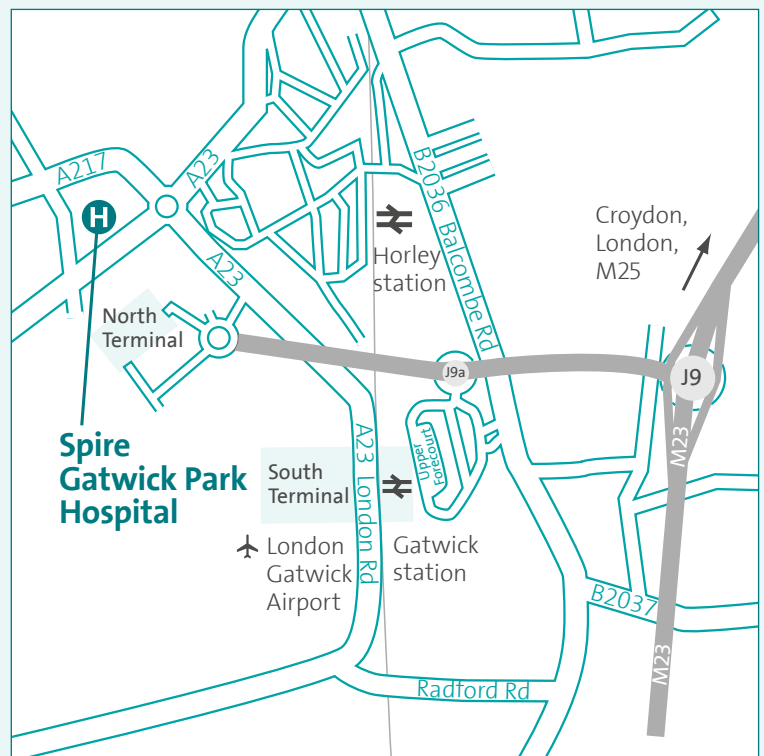 A217
A23
H
A23
B2036 Balcombe Rd
Horley
station
Croydon,
London,
M25
North
Terminal
J9a
J9
M23
Spire
Gatwick Park
Hospital
South
Terminal
A23 London Rd
Upper
Forecourt
London
Gatwick
Airport
Gatwick
station
B2037
M23
Radford Rd